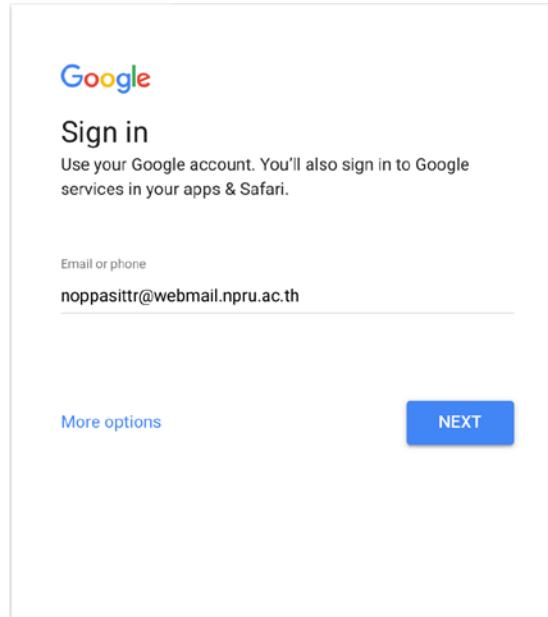 Google
Sign in
Use your Google account. You'll also sign in to Google
services in your apps & Safari.
Email or phone
noppasittr@webmail.npru.ac.th
More options
NEXT